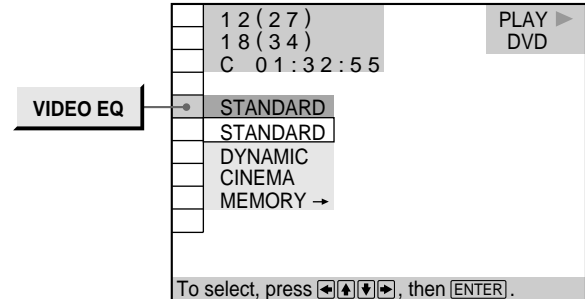 12(27)
18(34)
C 01:32:55
PLAY ▶
DVD
VIDEO EQ
STANDARD
STANDARD
DYNAMIC
CINEMA
MEMORY →
To select, press ←↑↓→, then ENTER.